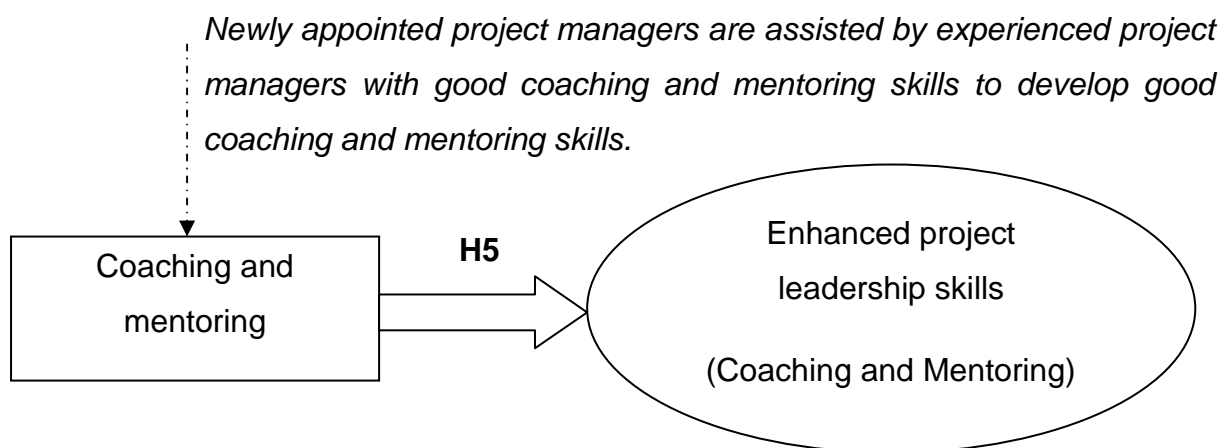 Newly appointed project managers are assisted by experienced project
managers with good coaching and mentoring skills to develop good
coaching and mentoring skills.
Coaching and
mentoring
H5
Enhanced project
leadership skills
(Coaching and Mentoring)